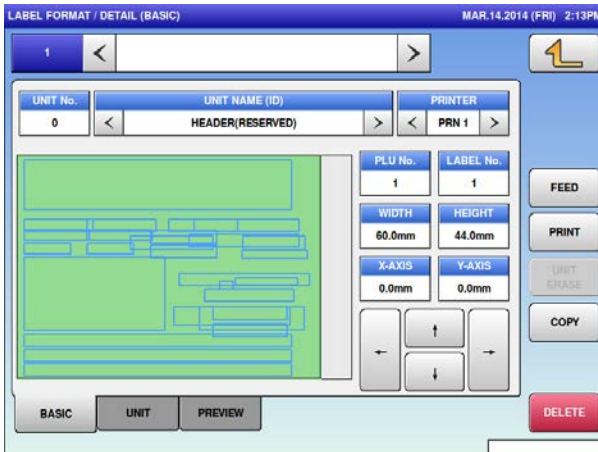 LABEL FORMAT / DETAIL (BASIC)
MAR.14.2014 (FRI) 2:13PM
1
UNIT No.
UNIT NAME (ID)
PRINTER
0
HEADER(RESERVED)
PRN 1
PLU No.
LABEL No.
1
1
WIDTH
HEIGHT
60.0mm
44.0mm
X-AXIS
Y-AXIS
0.0mm
0.0mm
FEED
PRINT
UNIT
ERASE
COPY
DELETE
BASIC
UNIT
PREVIEW